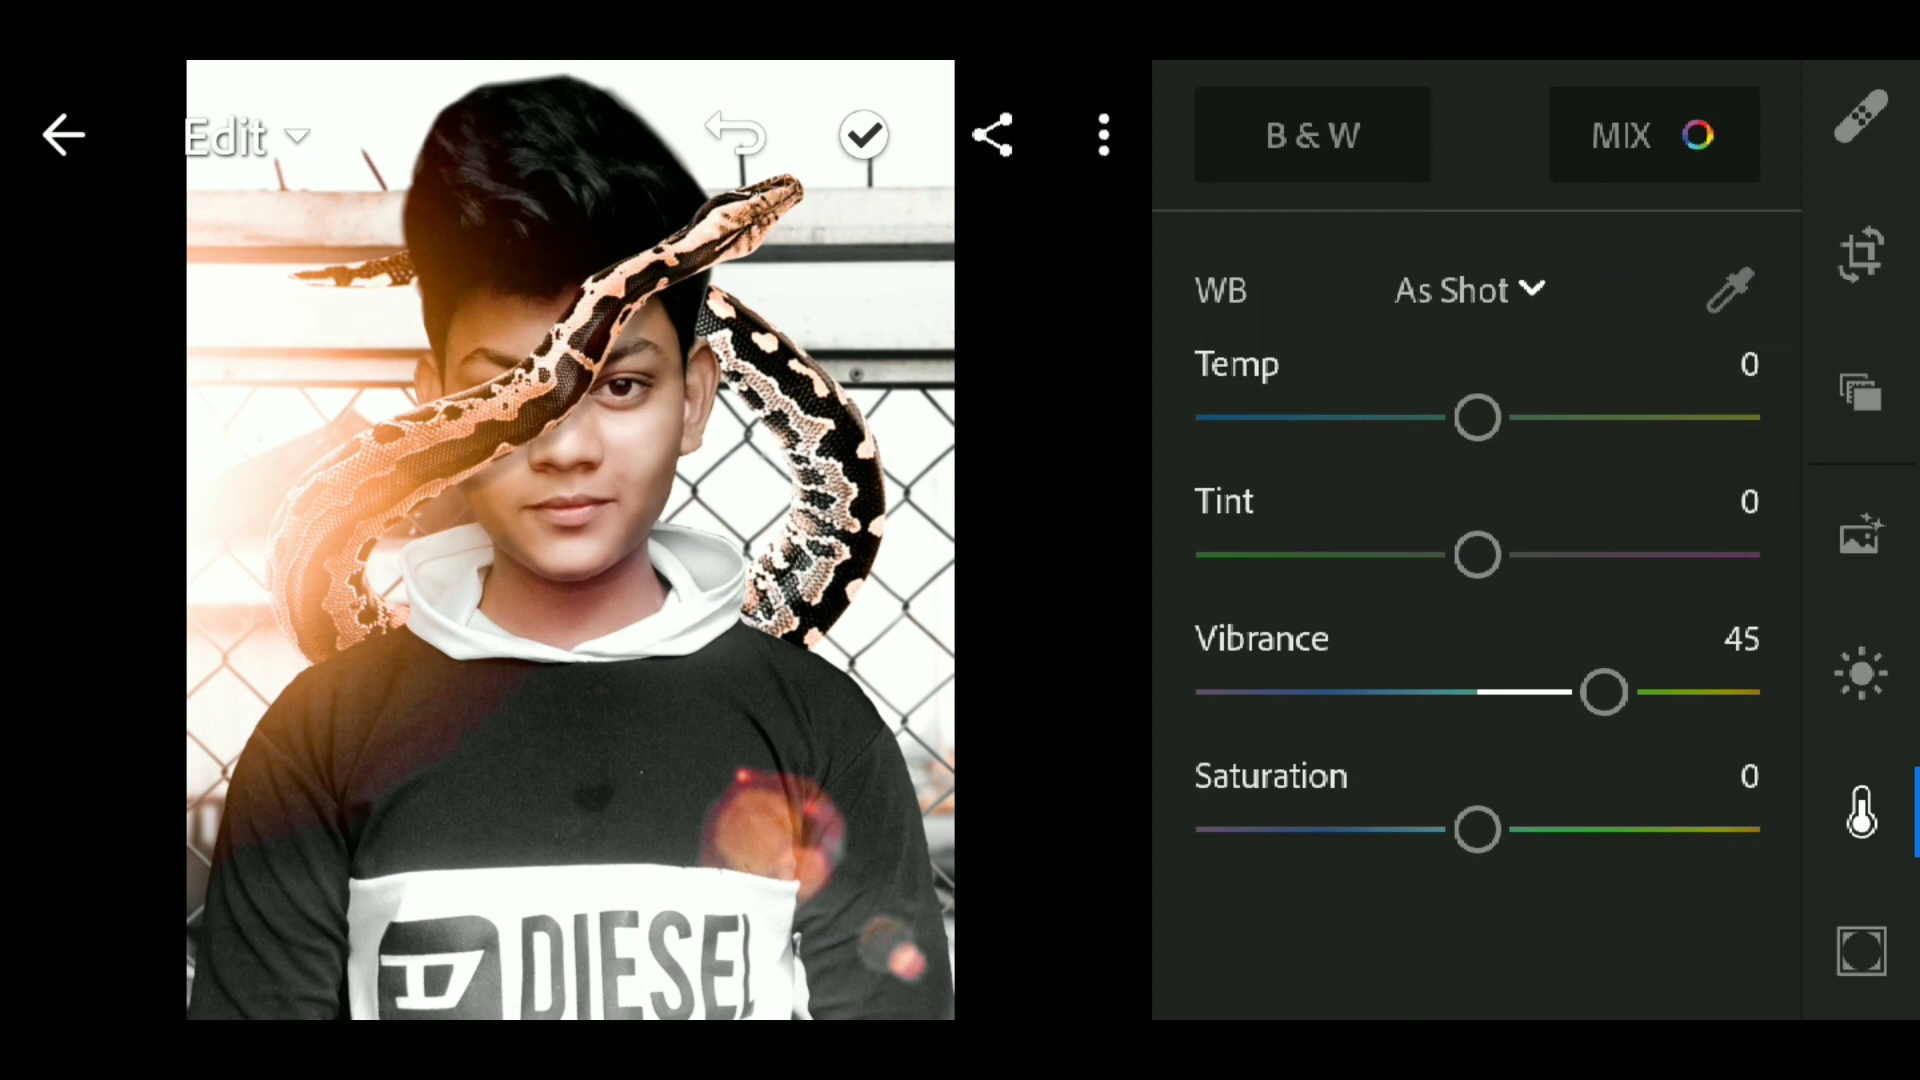 Edit
B & W
MIX
WB
As Shot
Temp
0
Tint
0
Vibrance
45
Saturation
0
DIESEL